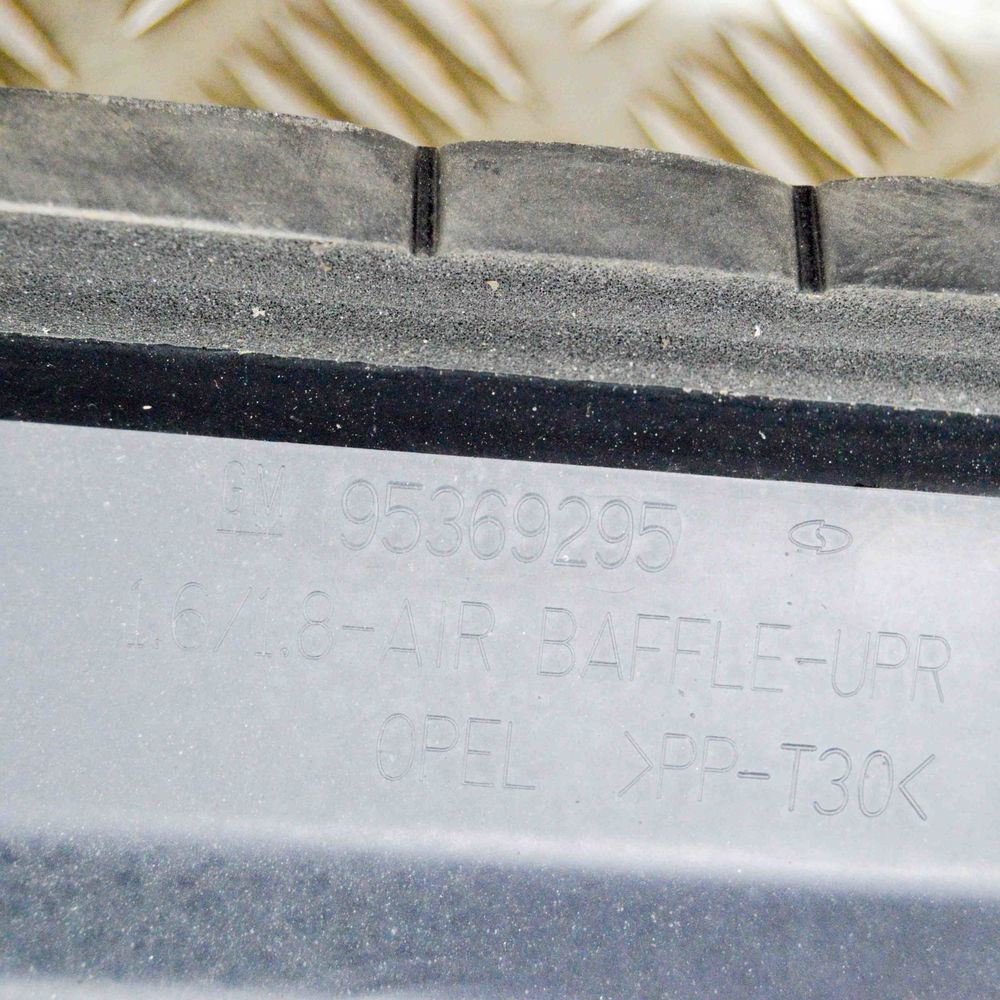 GM 95369295
1.6/1.8-AIR BAFFLE-UPR
OPEL >PP-T30<